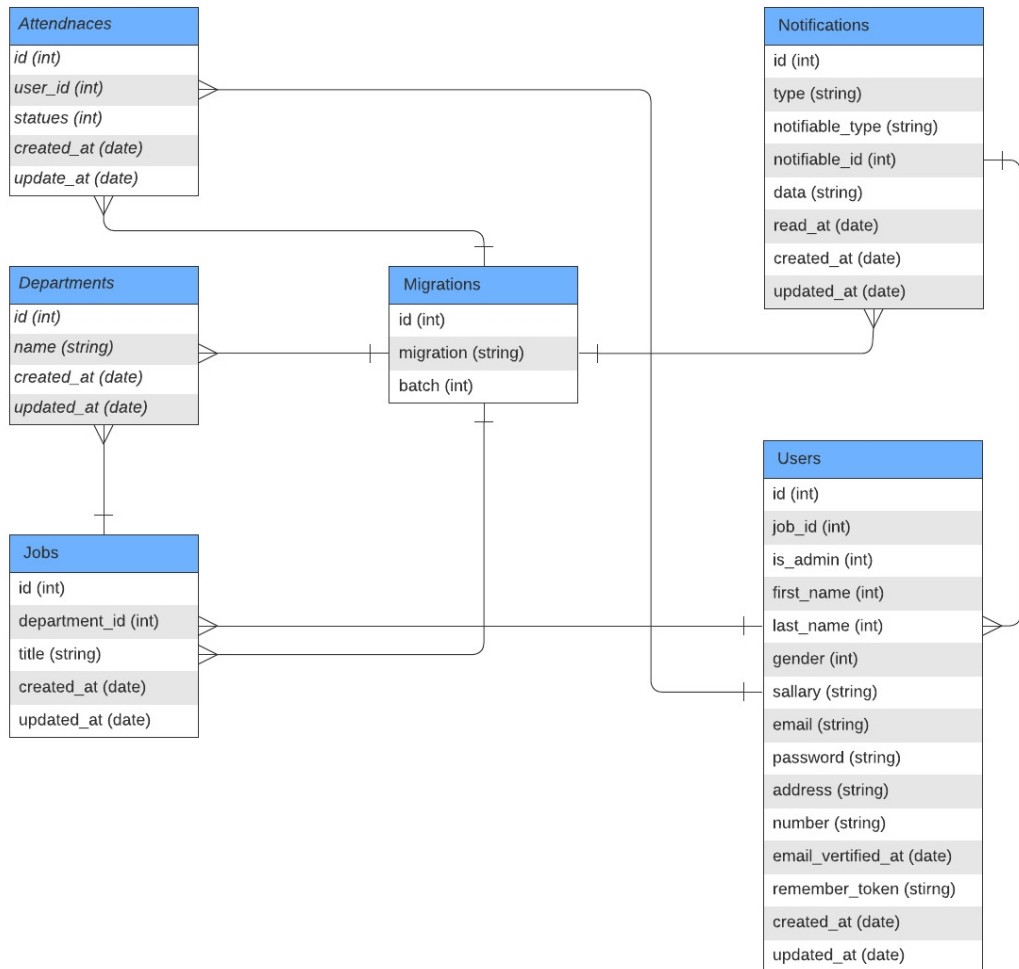 Attendnaces
id (int)
user_id (int)
statues (int)
created_at (date)
update_at (date)
Notifications
id (int)
type (string)
notifiable_type (string)
notifiable_id (int)
data (string)
read_at (date)
created_at (date)
updated_at (date)
Departments
id (int)
name (string)
created_at (date)
updated_at (date)
Migrations
id (int)
migration (string)
batch (int)
Jobs
id (int)
department_id (int)
title (string)
created_at (date)
updated_at (date)
Users
id (int)
job_id (int)
is_admin (int)
first_name (int)
last_name (int)
gender (int)
sallary (string)
email (string)
password (string)
address (string)
number (string)
email_vertified_at (date)
remember_token (stirng)
created_at (date)
updated_at (date)